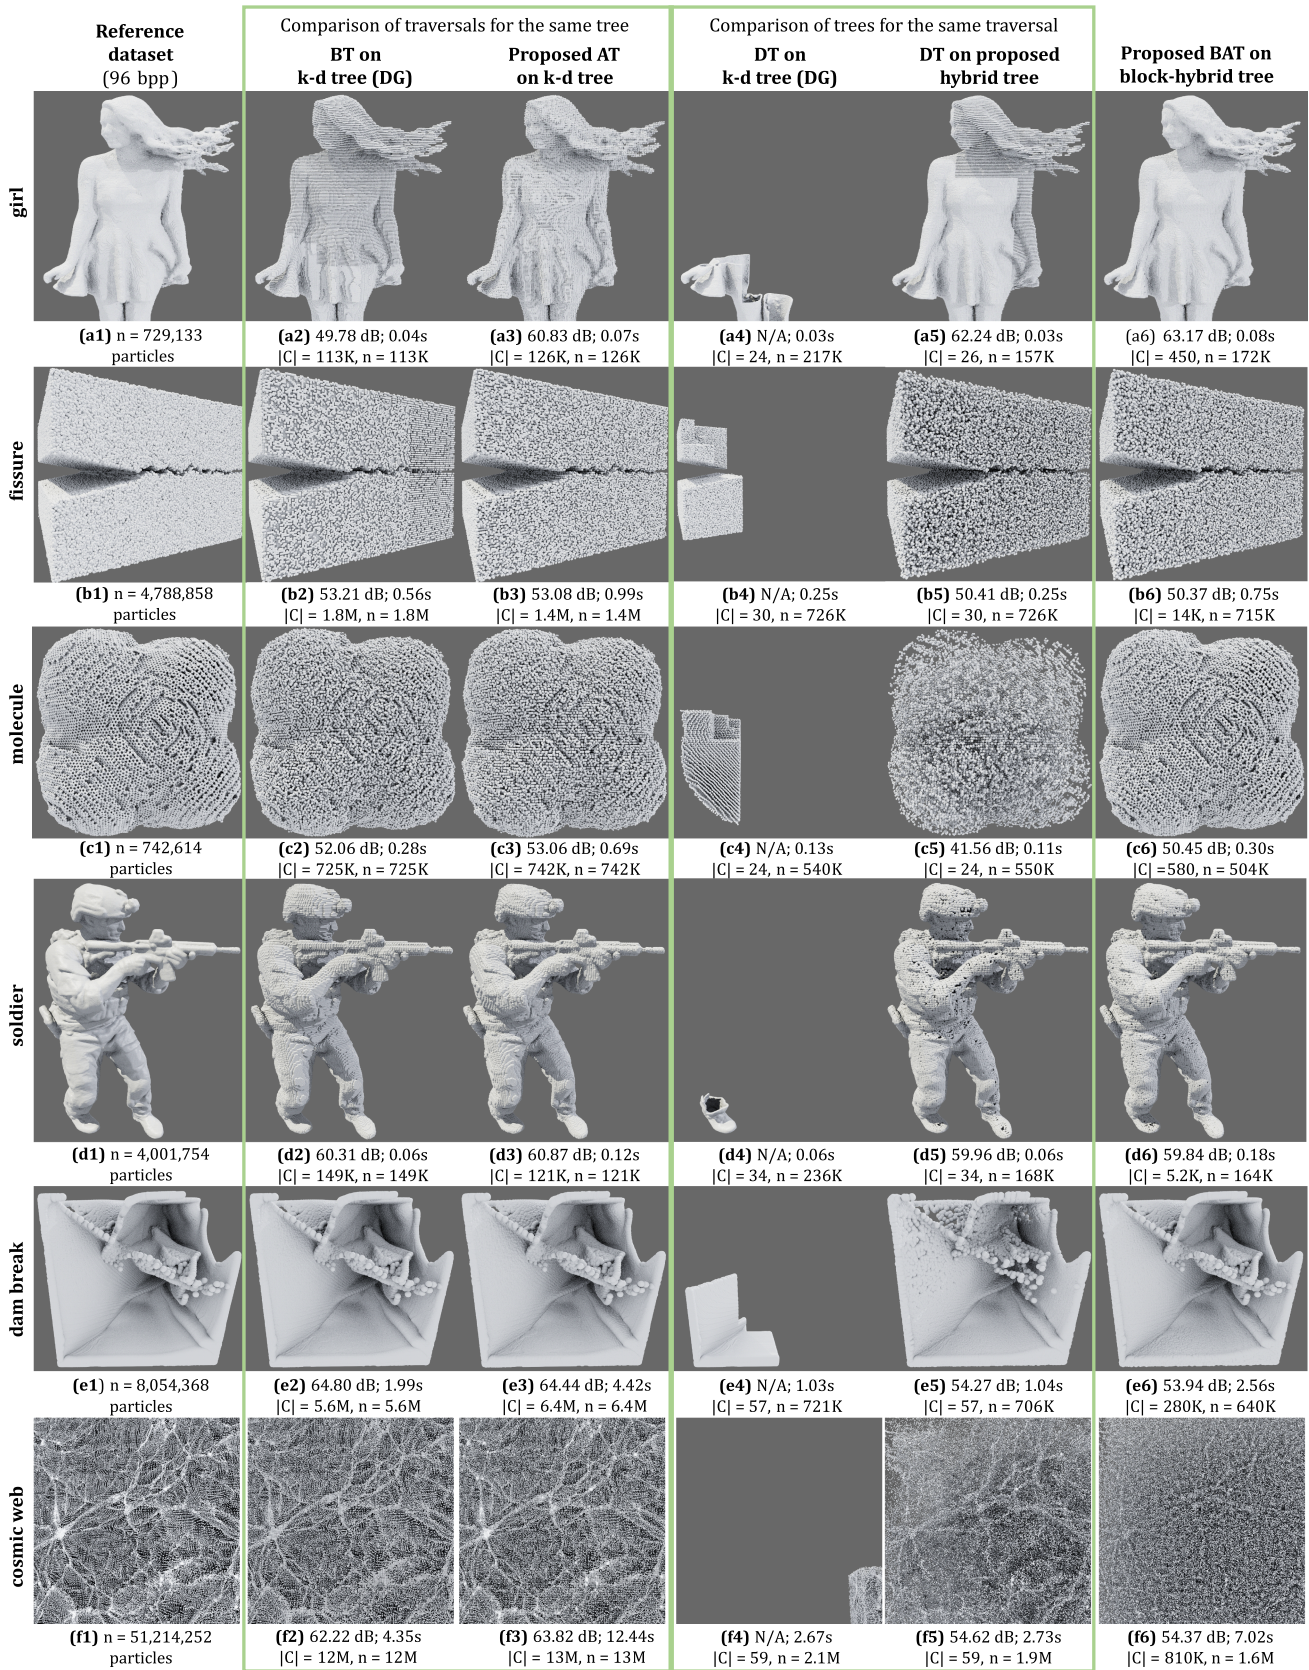 Comparison of traversals for the same tree
Comparison of trees for the same traversal
Reference
dataset
(96 bpp)
BT on
k-d tree (DG)
Proposed AT
on k-d tree
DT on
k-d tree (DG)
DT on proposed
hybrid tree
Proposed BAT on
block-hybrid tree
girl
(a1) n = 729,133
particles
(a2) 49.78 dB; 0.04s
|C| = 113K, n = 113K
(a3) 60.83 dB; 0.07s
|C| = 126K, n = 126K
(a4) N/A; 0.03s
|C| = 24, n = 217K
(a5) 62.24 dB; 0.03s
|C| = 26, n = 157K
(a6) 63.17 dB; 0.08s
|C| = 450, n = 172K
fissure
(b1) n = 4,788,858
particles
(b2) 53.21 dB; 0.56s
|C| = 1.8M, n = 1.8M
(b3) 53.08 dB; 0.99s
|C| = 1.4M, n = 1.4M
(b4) N/A; 0.25s
|C| = 30, n = 726K
(b5) 50.41 dB; 0.25s
|C| = 30, n = 726K
(b6) 50.37 dB; 0.75s
|C| = 14K, n = 715K
molecule
(c1) n = 742,614
particles
(c2) 52.06 dB; 0.28s
|C| = 725K, n = 725K
(c3) 53.06 dB; 0.69s
|C| = 742K, n = 742K
(c4) N/A; 0.13s
|C| = 24, n = 540K
(c5) 41.56 dB; 0.11s
|C| = 24, n = 550K
(c6) 50.45 dB; 0.30s
|C| =580, n = 504K
soldier
(d1) n = 4,001,754
particles
(d2) 60.31 dB; 0.06s
|C| = 149K, n = 149K
(d3) 60.87 dB; 0.12s
|C| = 121K, n = 121K
(d4) N/A; 0.06s
|C| = 34, n = 236K
(d5) 59.96 dB; 0.06s
|C| = 34, n = 168K
(d6) 59.84 dB; 0.18s
|C| = 5.2K, n = 164K
dam break
(e1) n = 8,054,368
particles
(e2) 64.80 dB; 1.99s
|C| = 5.6M, n = 5.6M
(e3) 64.44 dB; 4.42s
|C| = 6.4M, n = 6.4M
(e4) N/A; 1.03s
|C| = 57, n = 721K
(e5) 54.27 dB; 1.04s
|C| = 57, n = 706K
(e6) 53.94 dB; 2.56s
|C| = 280K, n = 640K
cosmic web
(f1) n = 51,214,252
particles
(f2) 62.22 dB; 4.35s
|C| = 12M, n = 12M
(f3) 63.82 dB; 12.44s
|C| = 13M, n = 13M
(f4) N/A; 2.67s
|C| = 59, n = 2.1M
(f5) 54.62 dB; 2.73s
|C| = 59, n = 1.9M
(f6) 54.37 dB; 7.02s
|C| = 810K, n = 1.6M